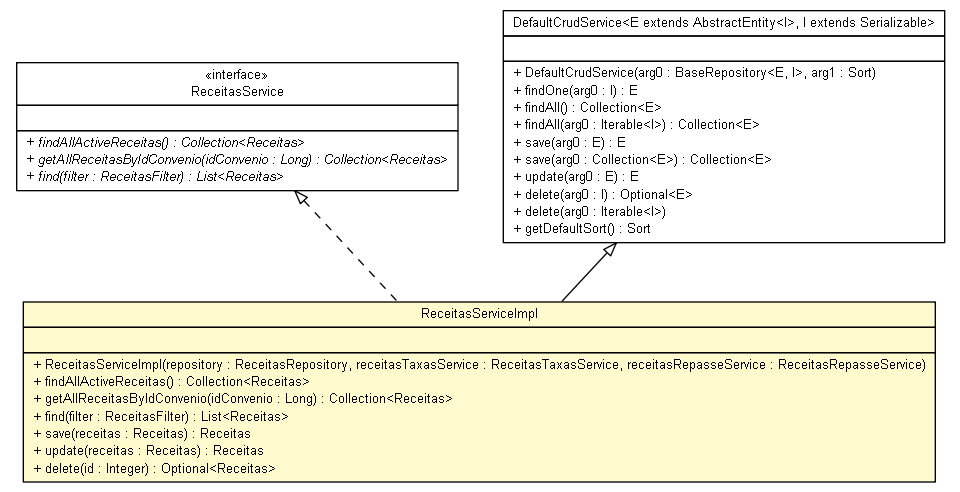 «interface»
ReceitasService
+ findAllActiveReceitas() : Collection<Receitas>
+ getAllReceitasByIdConvenio(idConvenio : Long) : Collection<Receitas>
+ find(filter : ReceitasFilter) : List<Receitas>
DefaultCrudService<E extends AbstractEntity<I>, I extends Serializable>
+ DefaultCrudService(arg0 : BaseRepository<E, I>, arg1 : Sort)
+ findOne(arg0 : I) : E
+ findAll() : Collection<E>
+ findAll(arg0 : Iterable<I>) : Collection<E>
+ save(arg0 : E) : E
+ save(arg0 : Collection<E>) : Collection<E>
+ update(arg0 : E) : E
+ delete(arg0 : I) : Optional<E>
+ delete(arg0 : Iterable<I>)
+ getDefaultSort() : Sort
ReceitasServiceImpl
+ ReceitasServiceImpl(repository : ReceitasRepository, receitasTaxasService : ReceitasTaxasService, receitasRepasseService : ReceitasRepasseService)
+ findAllActiveReceitas() : Collection<Receitas>
+ getAllReceitasByIdConvenio(idConvenio : Long) : Collection<Receitas>
+ find(filter : ReceitasFilter) : List<Receitas>
+ save(receitas : Receitas) : Receitas
+ update(receitas : Receitas) : Receitas
+ delete(id : Integer) : Optional<Receitas>